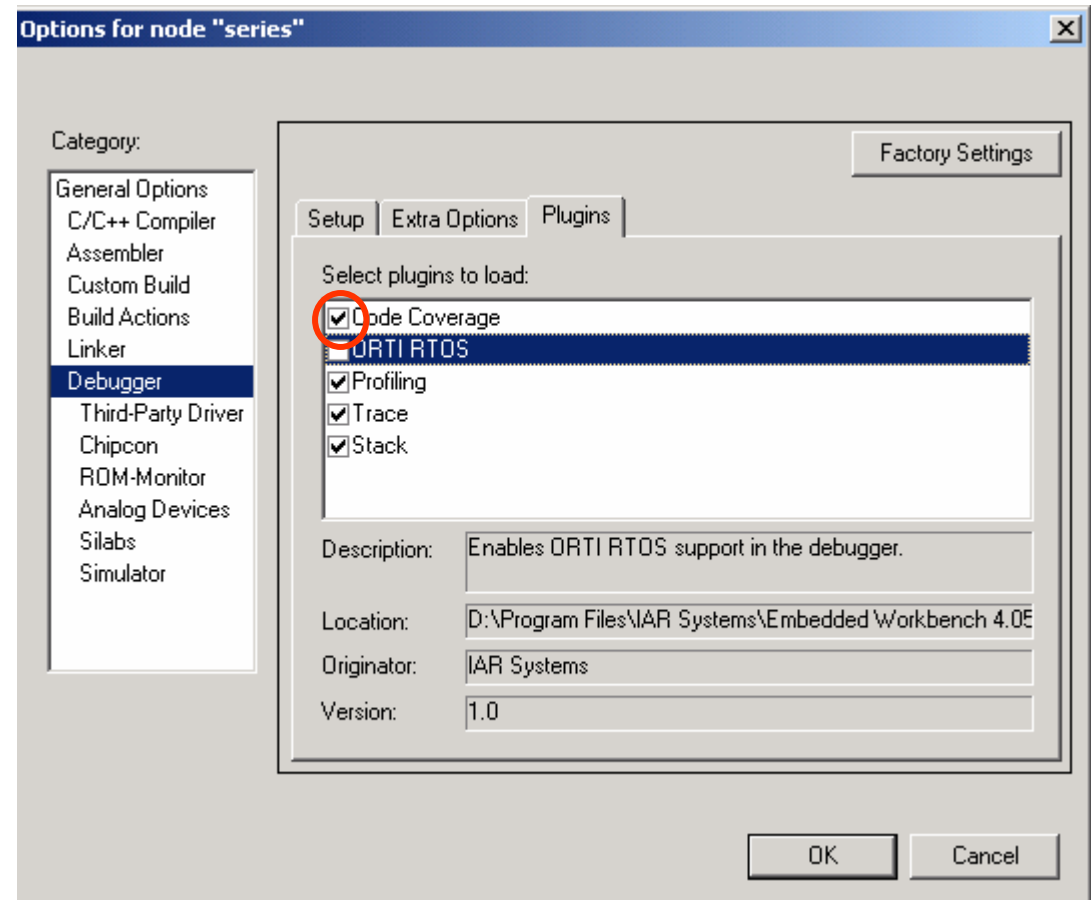 Options for node "series"
Category:
Factory Settings
General Options
C/C++ Compiler
Assembler
Custom Build
Build Actions
Linker
Debugger
Third-Party Driver
Chipcon
ROM-Monitor
Analog Devices
Silabs
Simulator
Setup Extra Options Plugins
Select plugins to load:
Code Coverage
ORTI RTOS
Profiling
Trace
Stack
Description: Enables ORTI RTOS support in the debugger.
Location: D:\Program Files\IAR Systems\Embedded Workbench 4.05
Originator: IAR Systems
Version: 1.0
OK Cancel